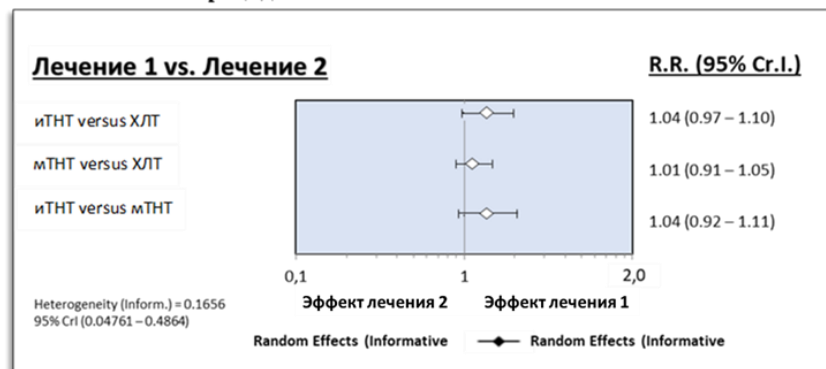 Лечение 1 vs. Лечение 2
R.R. (95% Cr.I.)
иТНТ versus ХЛТ
1.04 (0.97 – 1.10)
мТНТ versus ХЛТ
1.01 (0.91 – 1.05)
иТНТ versus мТНТ
1.04 (0.92 – 1.11)
0,1 1 2,0
Heterogeneity (Inform.) = 0.1656
95% CrI (0.04761 – 0.4864)
Эффект лечения 2 Эффект лечения 1
Random Effects (Informative Random Effects (Informative